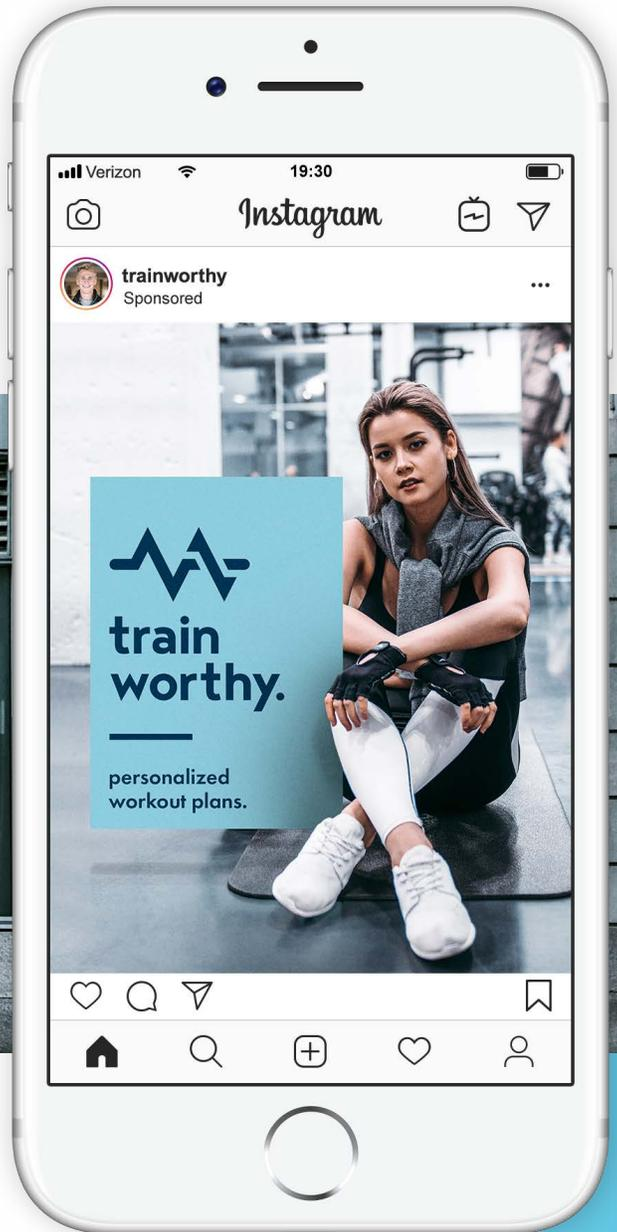 Verizon 19:30
Instagram
trainworthy
Sponsored
train
worthy.
personalized
workout plans.